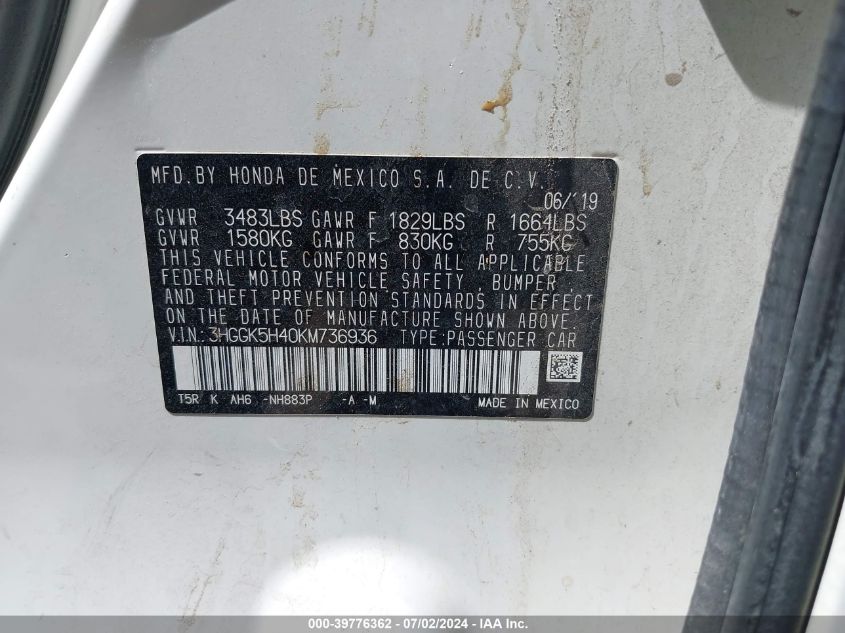 MFD.BY HONDA DE MEXICO S.A. DE C.V.
06/'19
GVWR 3483LBS GAWR F 1829LBS R 1664LBS
GVWR 1580KG GAWR F 830KG R 755KG
THIS VEHICLE CONFORMS TO ALL APPLICABLE
FEDERAL MOTOR VEHICLE SAFETY, BUMPER,
AND THEFT PREVENTION STANDARDS IN EFFECT
ON THE DATE OF MANUFACTURE SHOWN ABOVE.
V.I.N.:3HGGK5H40KM736936 TYPE:PASSENGER CAR
T5R K AH6 -NH883P -A -M MADE IN MEXICO
000-39776362 - 07/02/2024 - IAA Inc.